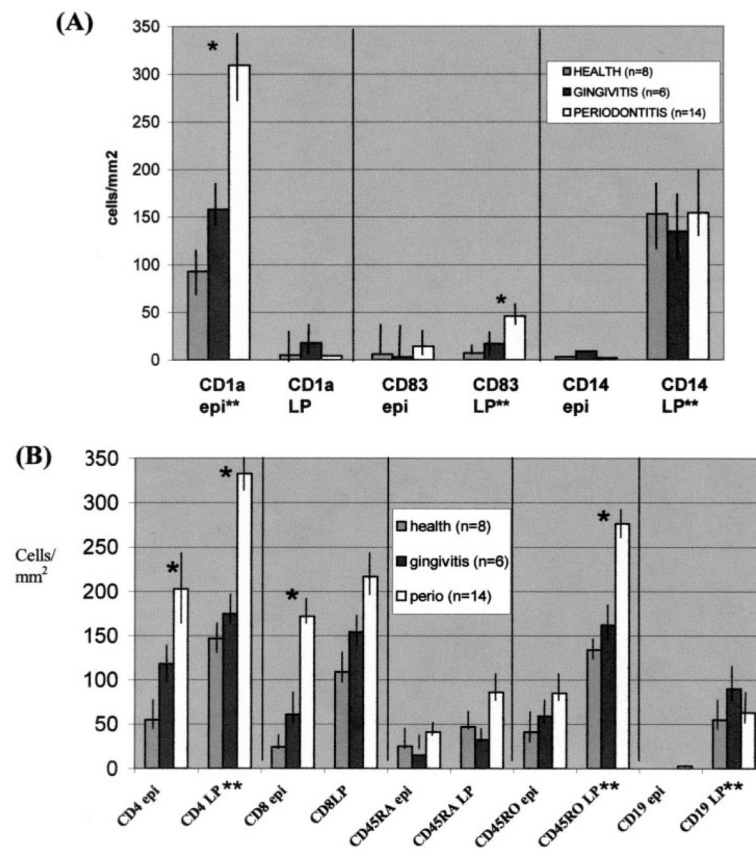 (A)
350
*
300
250
200
150
100
50
0
cells/mm2
HEALTH (n=8)
GINGIVITIS (n=6)
PERIODONTITIS (n=14)
*
CD1a epi**
CD1a LP
CD83 epi
CD83 LP**
CD14 epi
CD14 LP**
(B)
350
300
250
200
150
100
50
0
Cells/
mm2
*
*
*
*
health (n=8)
gingivitis (n=6)
perio (n=14)
CD4 epi
CD4 LP**
CD8 epi
CD8LP
CD45RA epi
CD45RA LP
CD45RO epi
CD45RO LP**
CD19 epi
CD19 LP**